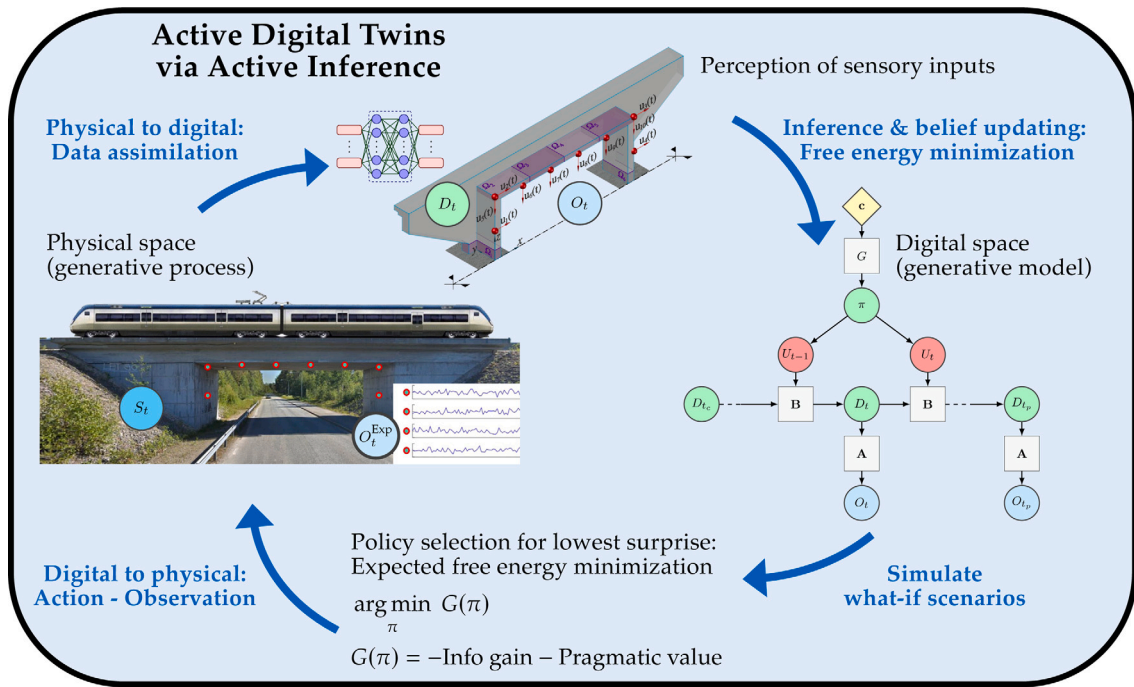 Active Digital Twins
via Active Inference
Perception of sensory inputs
Physical to digital:
Data assimilation
Inference & belief updating:
Free energy minimization
Physical space
(generative process)
Digital space
(generative model)
D_t
O_t
x
c
G
π
U_{t-1}
U_t
D_{t_c}
B
D_t
B
D_{t_p}
A
A
O_t
O_{t_p}
S_t
O_t^{Exp}
Policy selection for lowest surprise:
Expected free energy minimization
arg min G(π)
π
G(π) = −Info gain − Pragmatic value
Digital to physical:
Action - Observation
Simulate
what-if scenarios